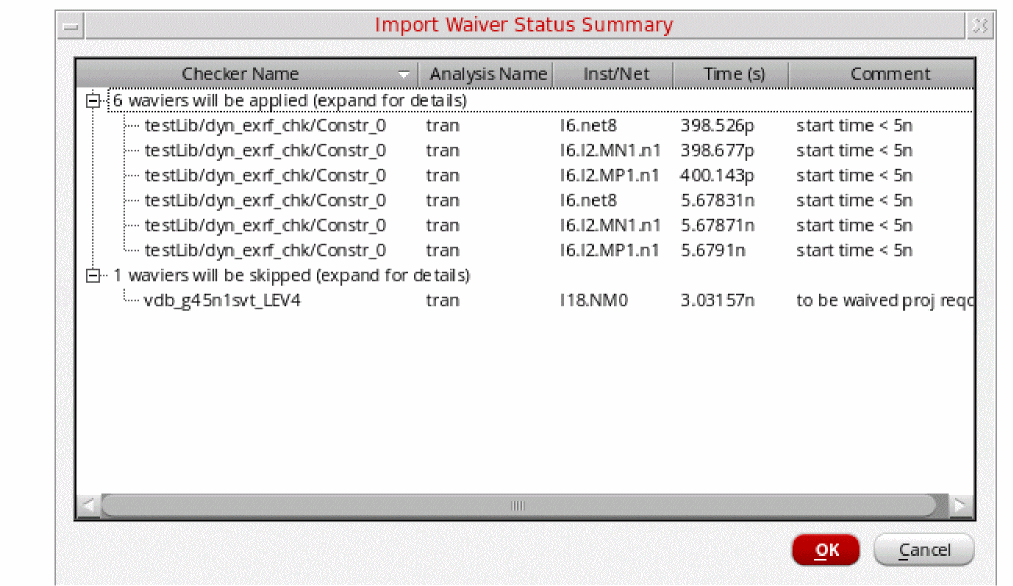 Import Waiver Status Summary
Checker Name Analysis Name Inst/Net Time (s) Comment
6 waviers will be applied (expand for details)
testLib/dyn_exrf_chk/Constr_0 tran I6.net8 398.526p start time < 5n
testLib/dyn_exrf_chk/Constr_0 tran I6.I2.MN1.n1 398.677p start time < 5n
testLib/dyn_exrf_chk/Constr_0 tran I6.I2.MP1.n1 400.143p start time < 5n
testLib/dyn_exrf_chk/Constr_0 tran I6.net8 5.67831n start time < 5n
testLib/dyn_exrf_chk/Constr_0 tran I6.I2.MN1.n1 5.67871n start time < 5n
testLib/dyn_exrf_chk/Constr_0 tran I6.I2.MP1.n1 5.6791n start time < 5n
1 waviers will be skipped (expand for details)
vdb_g45n1svt_LEV4 tran I18.NM0 3.03157n to be waived proj
OK Cancel